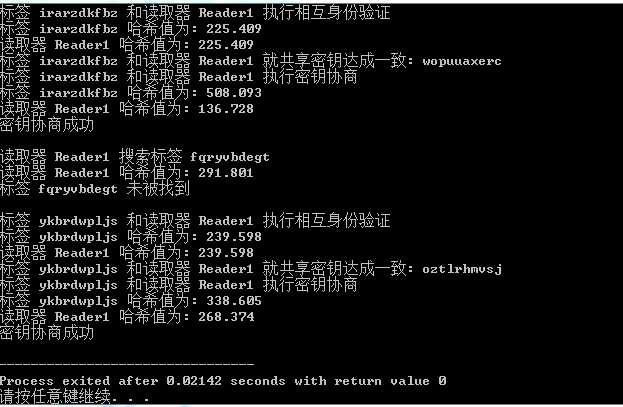 标签 irarzdkfbz 和读取器 Reader1 执行相互身份验证
标签 irarzdkfbz 哈希值为: 225.409
读取器 Reader1 哈希值为: 225.409
标签 irarzdkfbz 和读取器 Reader1 就共享密钥达成一致: wopuuaxerc
标签 irarzdkfbz 和读取器 Reader1 执行密钥协商
标签 irarzdkfbz 哈希值为: 508.093
读取器 Reader1 哈希值为: 136.728
密钥协商成功
读取器 Reader1 搜索标签 fqryvbdegt
读取器 Reader1 哈希值为: 291.801
标签 fqryvbdegt 未被找到
标签 ykbrdwpljs 和读取器 Reader1 执行相互身份验证
标签 ykbrdwpljs 哈希值为: 239.598
读取器 Reader1 哈希值为: 239.598
标签 ykbrdwpljs 和读取器 Reader1 就共享密钥达成一致: oztlrhmvsj
标签 ykbrdwpljs 和读取器 Reader1 执行密钥协商
标签 ykbrdwpljs 哈希值为: 338.605
读取器 Reader1 哈希值为: 268.374
密钥协商成功
--------------------------------
Process exited after 0.02142 seconds with return value 0
请按任意键继续. . .